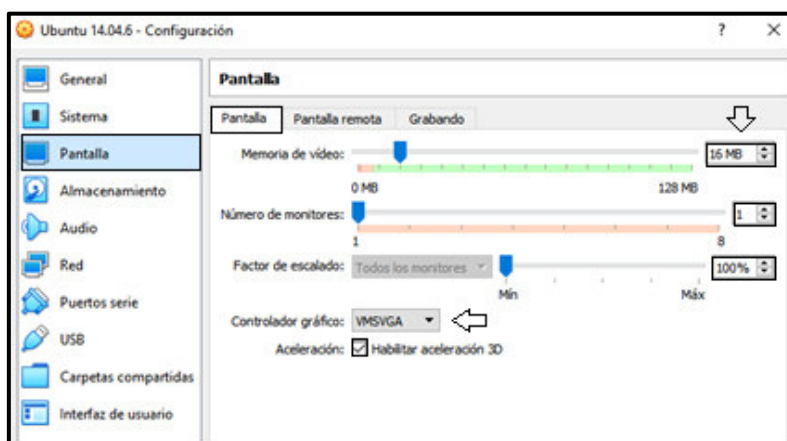 Ubuntu 14.04.6 - Configuración ? ×
General
Sistema
Pantalla
Almacenamiento
Audio
Red
Puertos serie
USB
Carpetas compartidas
Interfaz de usuario
Pantalla
Pantalla Pantalla remota Grabando
Memoria de vídeo: 16 MB
0 MB 128 MB
Número de monitores: 1
1 8
Factor de escalado: Todos los monitores 100%
Mín Máx
Controlador gráfico: VMSVGA
Aceleración: Habilitar aceleración 3D